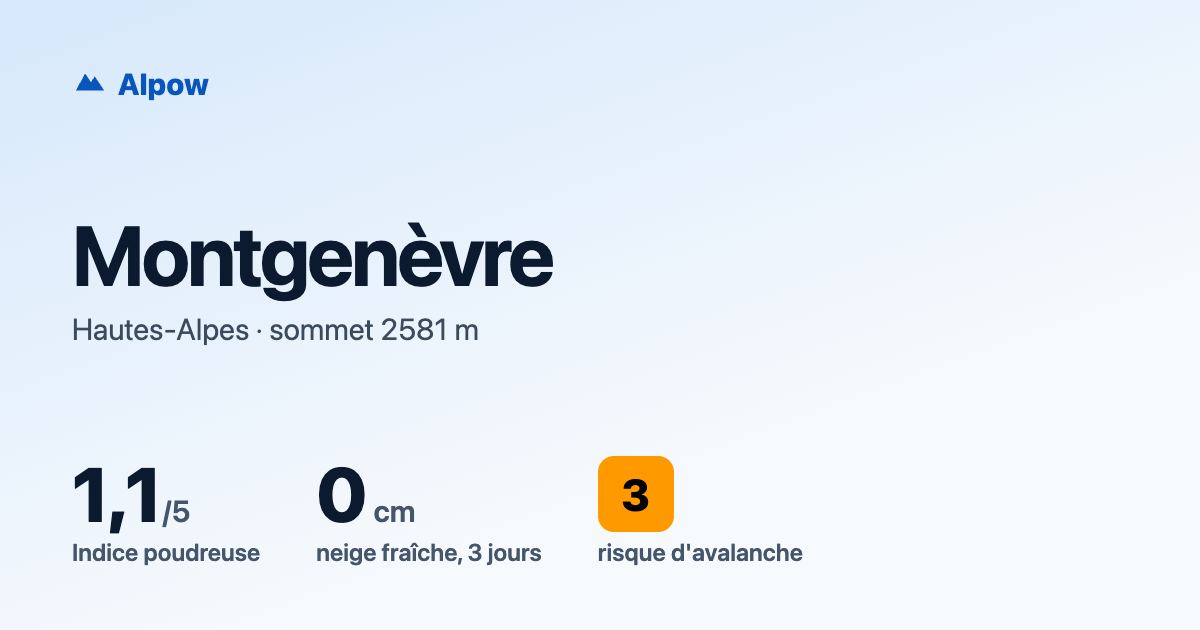 Alpow
Montgenèvre
Hautes-Alpes · sommet 2581 m
1,1/5
Indice poudreuse
0 cm
neige fraîche, 3 jours
3
risque d'avalanche